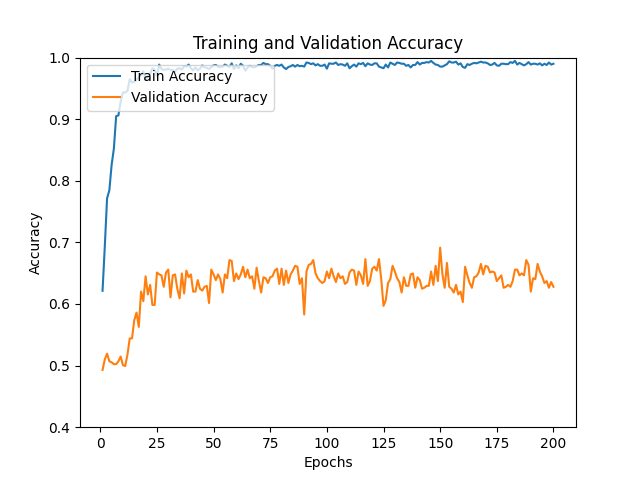 Training and Validation Accuracy
Train Accuracy
Validation Accuracy
1.0
0.9
0.8
0.7
0.6
0.5
0.4
Accuracy
0 25 50 75 100 125 150 175 200
Epochs